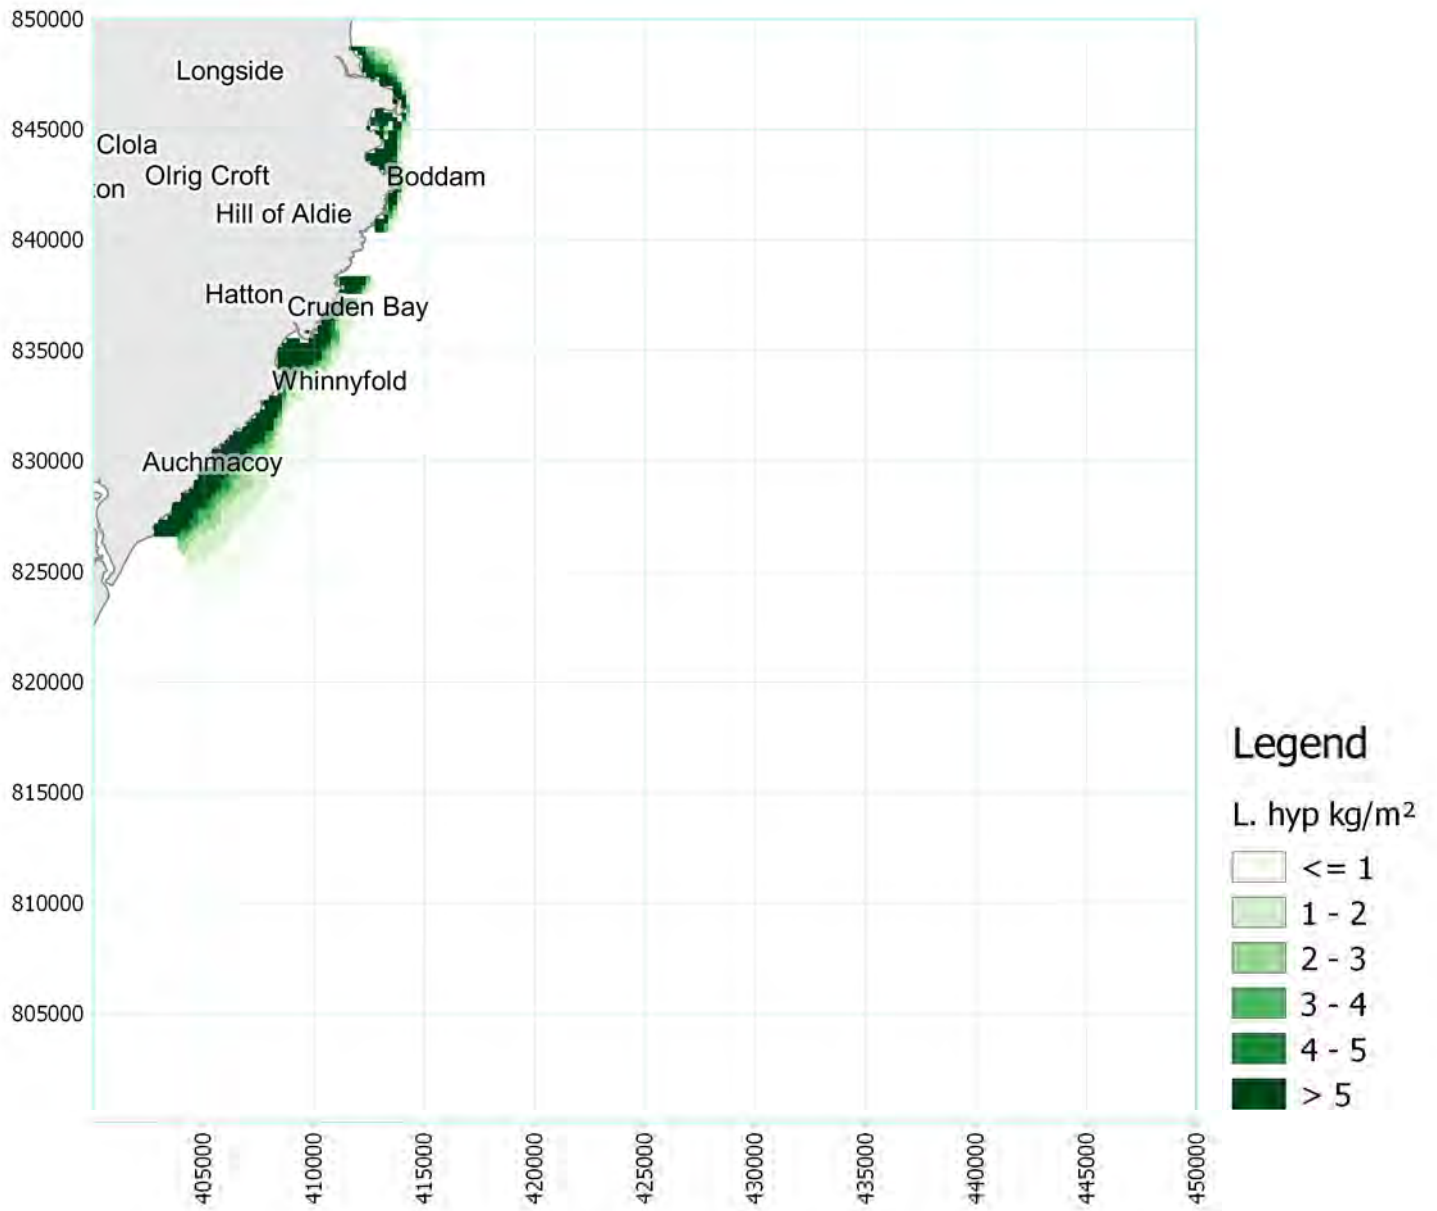 850000
Longside
845000
Clola
Boddam
Olrig Croft
ton
Hill of Aldie
840000
Hatton
Cruden Bay
835000
Whinnyfold
830000
Auchmacoy
825000
820000
Legend
815000
L. hyp kg/m²
<= 1
810000
1 - 2
2 - 3
805000
3 - 4
4 - 5
> 5
405000
410000
415000
420000
425000
430000
435000
440000
445000
450000